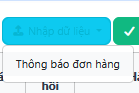 Nhập dữ liệu
Thông báo đơn hàng
hồi